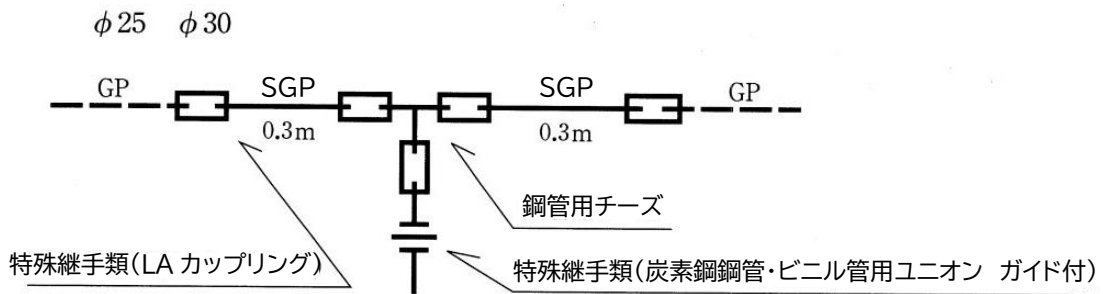 φ25 φ30
GP SGP SGP GP
0.3m 0.3m
鋼管用チーズ
特殊継手類(LAカップリング)
特殊継手類(炭素鋼鋼管・ビニル管用ユニオン ガイド付)